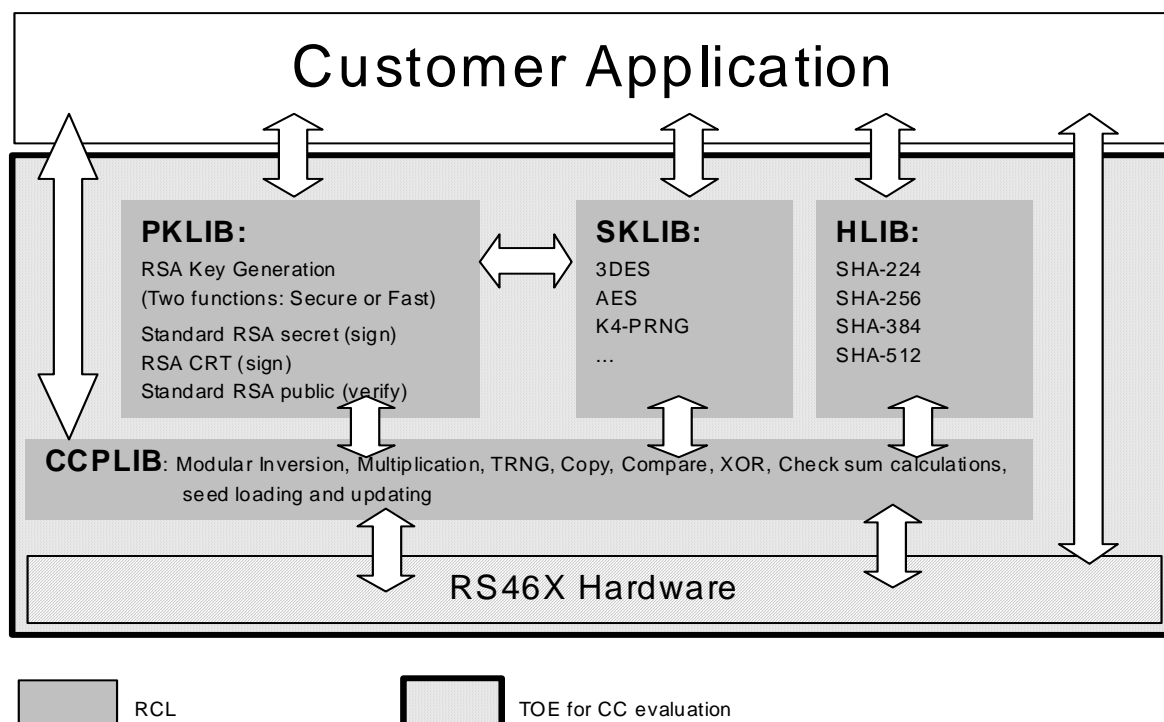 Customer Application
PKLIB:
RSA Key Generation
(Two functions: Secure or Fast)
Standard RSA secret (sign)
RSA CRT (sign)
Standard RSA public (verify)
SKLIB:
3DES
AES
K4-PRNG
...
HLIB:
SHA-224
SHA-256
SHA-384
SHA-512
CCPLIB: Modular Inversion, Multiplication, TRNG, Copy, Compare, XOR, Check sum calculations,
seed loading and updating
RS46X Hardware
RCL
TOE for CC evaluation